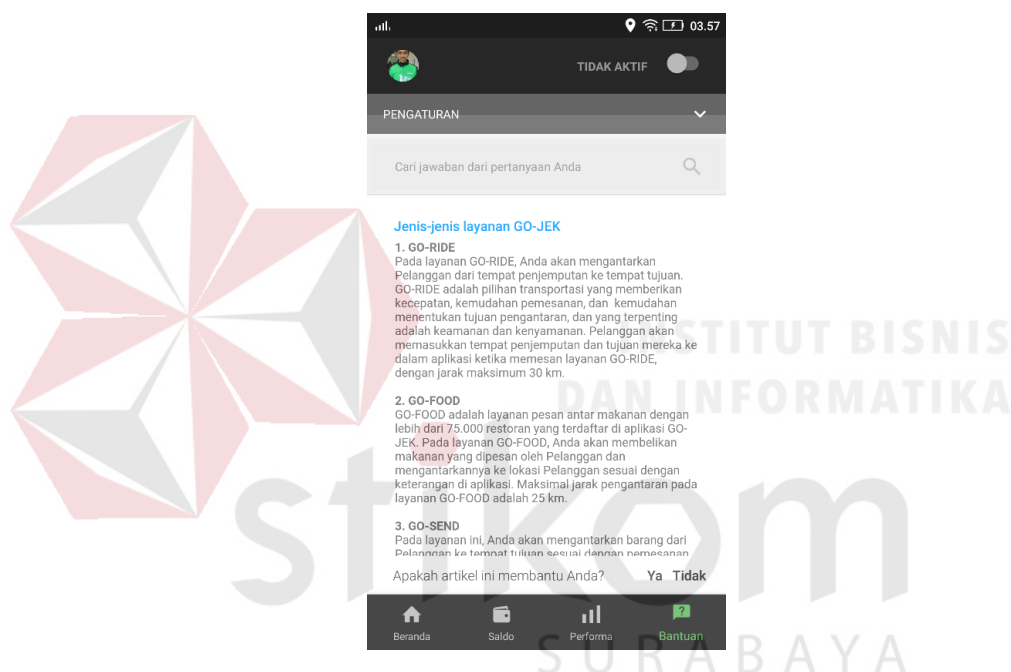 03.57
TIDAK AKTIF
PENGATURAN
Cari jawaban dari pertanyaan Anda
Jenis-jenis layanan GO-JEK
1. GO-RIDE
Pada layanan GO-RIDE, Anda akan mengantarkan
Pelanggan dari tempat penjemputan ke tempat tujuan.
GO-RIDE adalah pilihan transportasi yang memberikan
kecepatan, kemudahan pemesanan, dan kemudahan
menentukan tujuan pengantaran, dan yang terpenting
adalah keamanan dan kenyamanan. Pelanggan akan
memasukkan tempat penjemputan dan tujuan mereka ke
dalam aplikasi ketika memesan layanan GO-RIDE,
dengan jarak maksimum 30 km.
2. GO-FOOD
GO-FOOD adalah layanan pesan antar makanan dengan
lebih dari 75.000 restoran yang terdaftar di aplikasi GO-
JEK. Pada layanan GO-FOOD, Anda akan membelikan
makanan yang dipesan oleh Pelanggan dan
mengantarkannya ke lokasi Pelanggan sesuai dengan
keterangan di aplikasi. Maksimal jarak pengantaran pada
layanan GO-FOOD adalah 25 km.
3. GO-SEND
Pada layanan ini, Anda akan mengantarkan barang dari
Pelanggan ke tempat tujuan sesuai dengan pemesanan
Apakah artikel ini membantu Anda? Ya Tidak
Beranda Saldo Performa Bantuan
INSTITUT BISNIS
DAN INFORMATIKA
stikom
SURABAYA